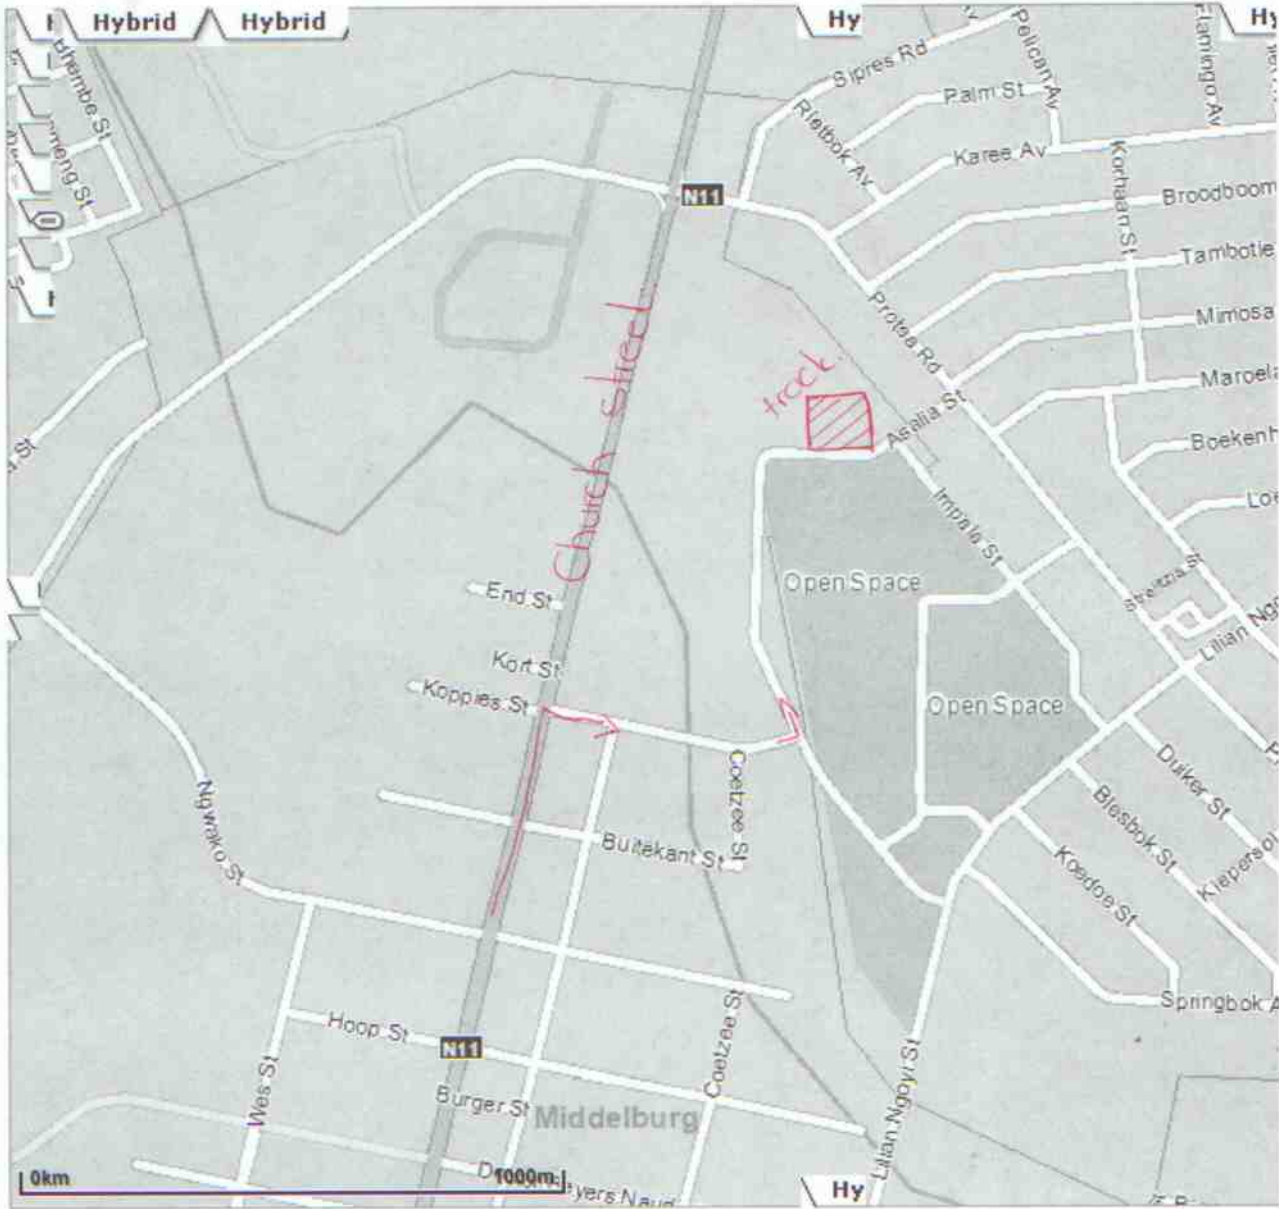 Hybrid
Hybrid
Hy
Hy
Sipres Rd
Pelican Av
Flamingo Av
Palm St
Rietbok Av
Karee Av
Korhaan St
Broodboom
Tambotie
Mimosa
Maroela
Boekenh
N11
Protea Rd
Church street
track
Asalia St
Impala St
Open Space
Strelitzia St
Lilian Ngo
End St
Kort St
Koppies St
Open Space
Coetzee St
Duiker St
Blesbok St
Kiepersol
Koedoe St
Buitekant St
Ngwako St
Springbok A
Hoop St
N11
Coetzee St
Wes St
Burger St
Middelburg
Lilian Ngoyi St
0km
1000m
Hy